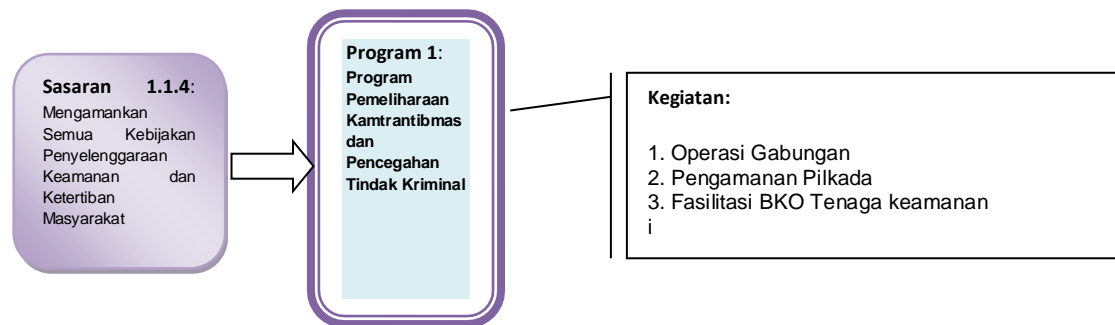 Sasaran 1.1.4:
Mengamankan
Semua Kebijakan
Penyelenggaraan
Keamanan dan
Ketertiban
Masyarakat
Program 1:
Program
Pemeliharaan
Kamtrantibmas
dan
Pencegahan
Tindak Kriminal
Kegiatan:
1. Operasi Gabungan
2. Pengamanan Pilkada
3. Fasilitasi BKO Tenaga keamanan
i